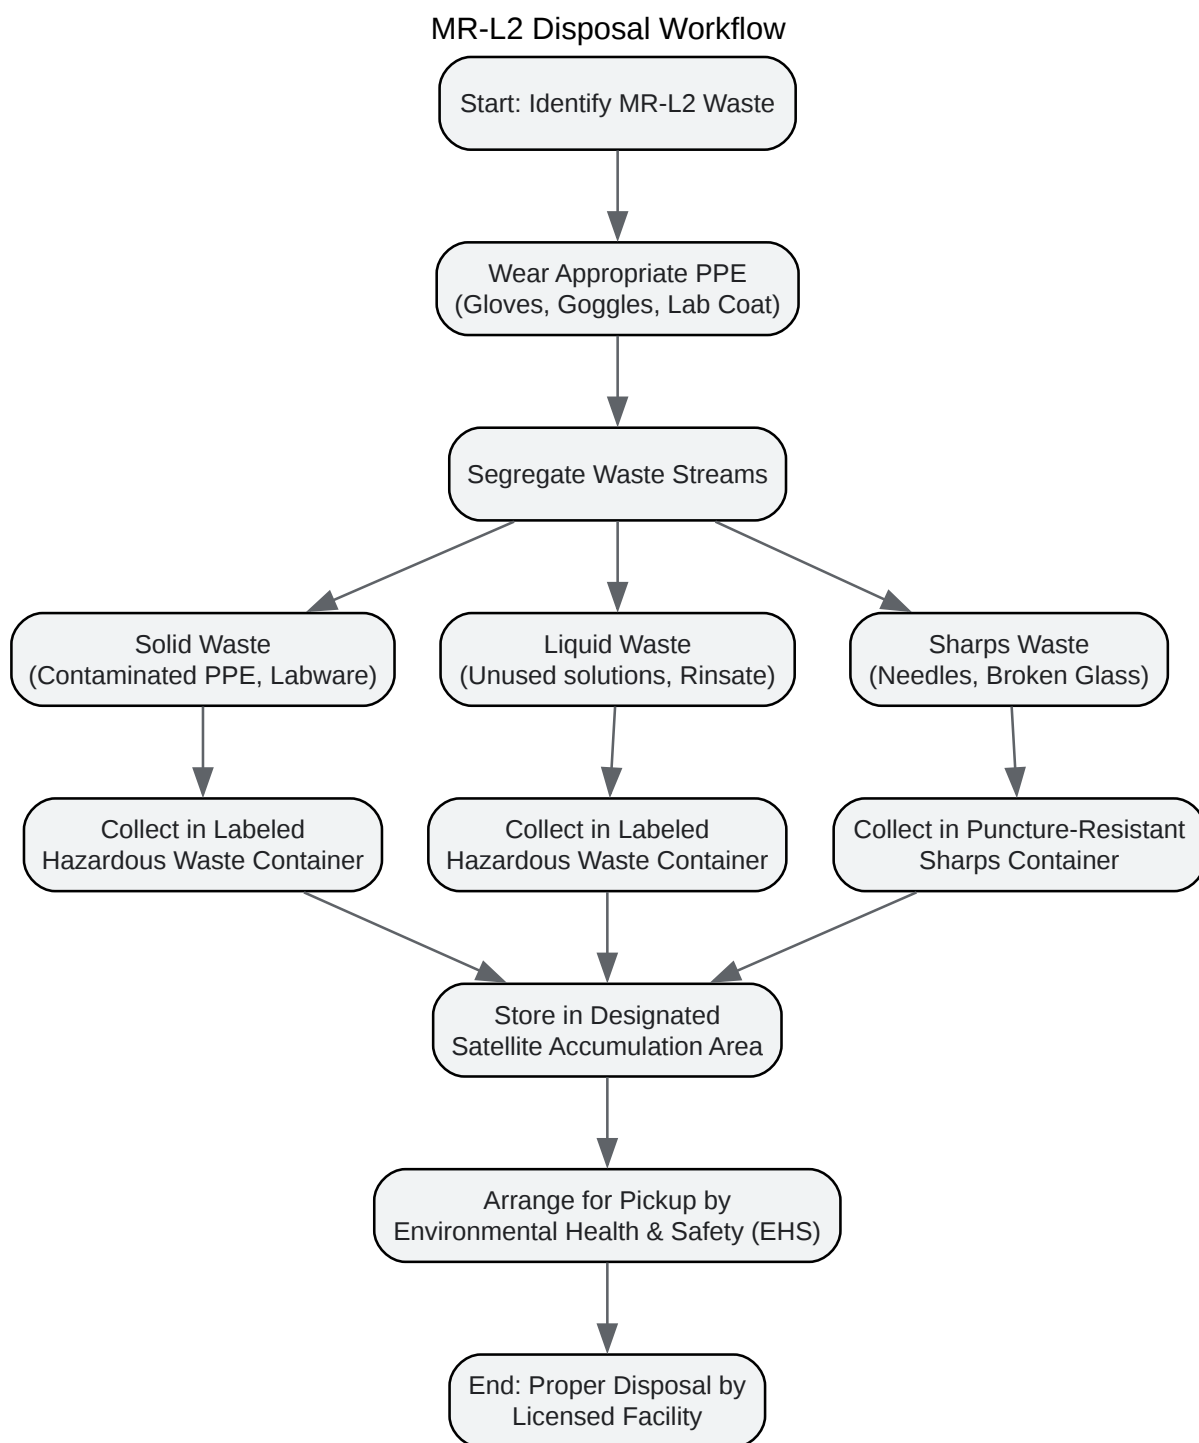 MR-L2 Disposal Workflow
Start: Identify MR-L2 Waste
Wear Appropriate PPE
(Gloves, Goggles, Lab Coat)
Segregate Waste Streams
Solid Waste
(Contaminated PPE, Labware)
Liquid Waste
(Unused solutions, Rinsate)
Sharps Waste
(Needles, Broken Glass)
Collect in Labeled
Hazardous Waste Container
Collect in Labeled
Hazardous Waste Container
Collect in Puncture-Resistant
Sharps Container
Store in Designated
Satellite Accumulation Area
Arrange for Pickup by
Environmental Health & Safety (EHS)
End: Proper Disposal by
Licensed Facility